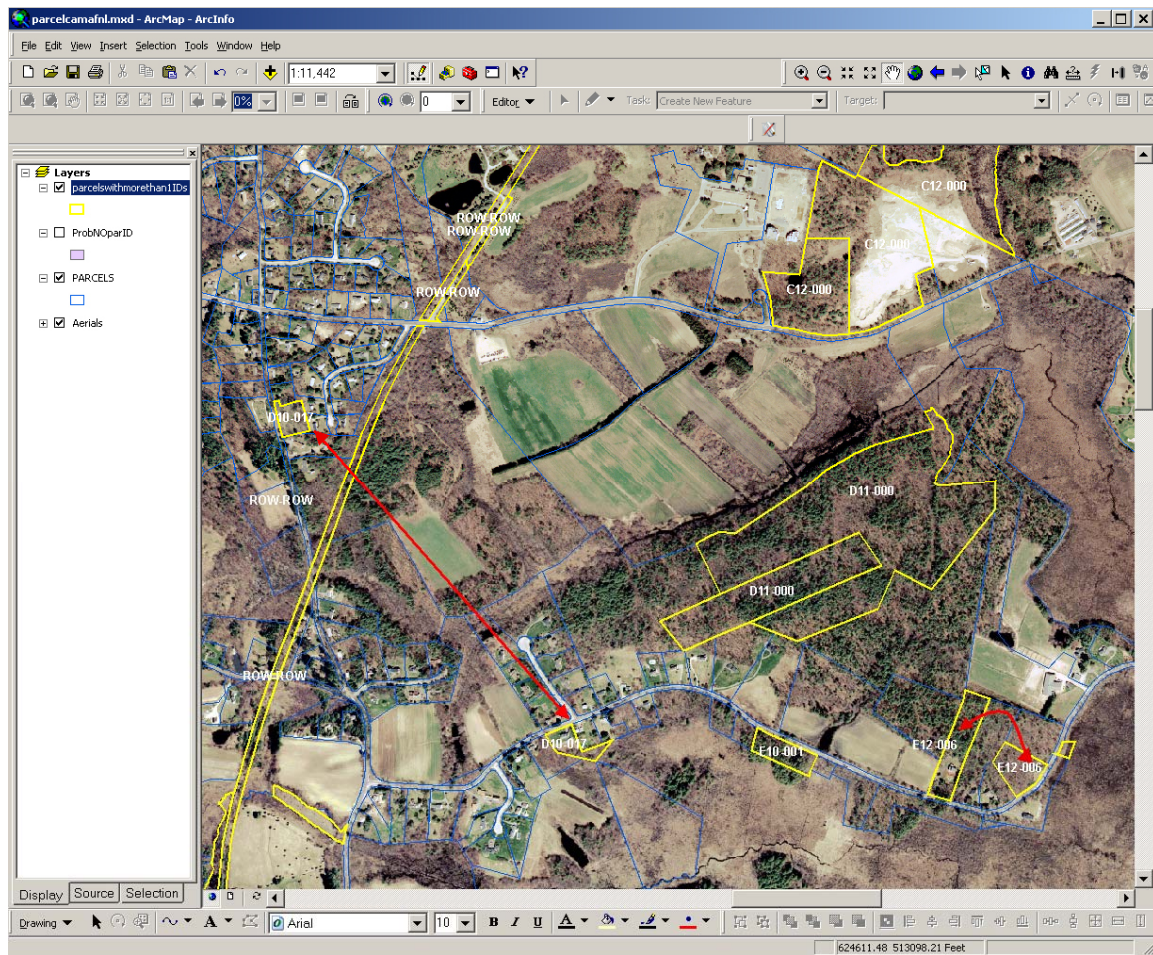 parcelcamafnl.mxd - ArcMap - ArcInfo
File Edit View Insert Selection Tools Window Help
1:11,442
0% 0 Editor Task: Create New Feature Target:
Layers
parcelswithmorethan1IDs
ProbNOparID
PARCELS
Aerials
C12-000
ROW-ROW
ROW-ROW
C12-000
C12-000
ROW-ROW
D10-017
D11-000
ROW-ROW
D11-000
ROW-ROW
D10-017
E10-001
E12-006
E12-006
Display Source Selection
Drawing A Arial 10 B I U A
624611.48 513098.21 Feet